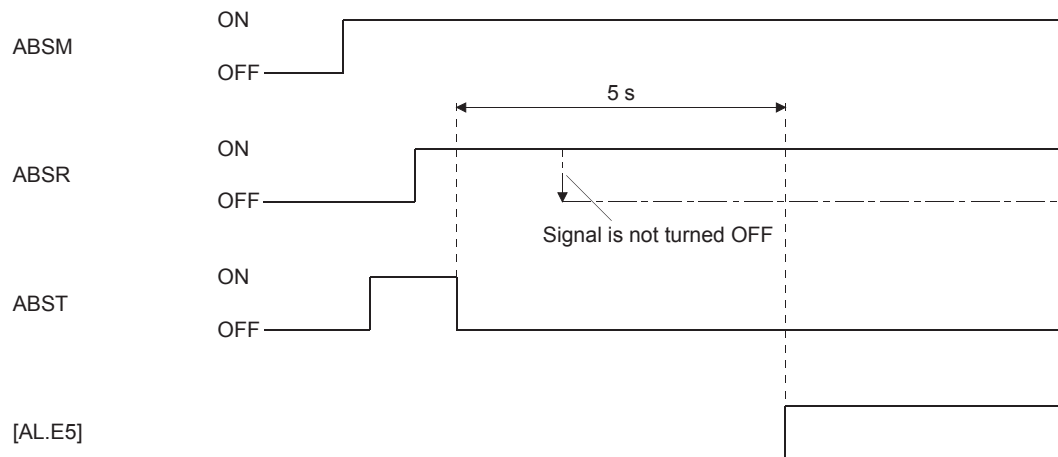 ON
ABSM
OFF
5 s
ON
ABSR
OFF
Signal is not turned OFF
ON
ABST
OFF
[AL.E5]